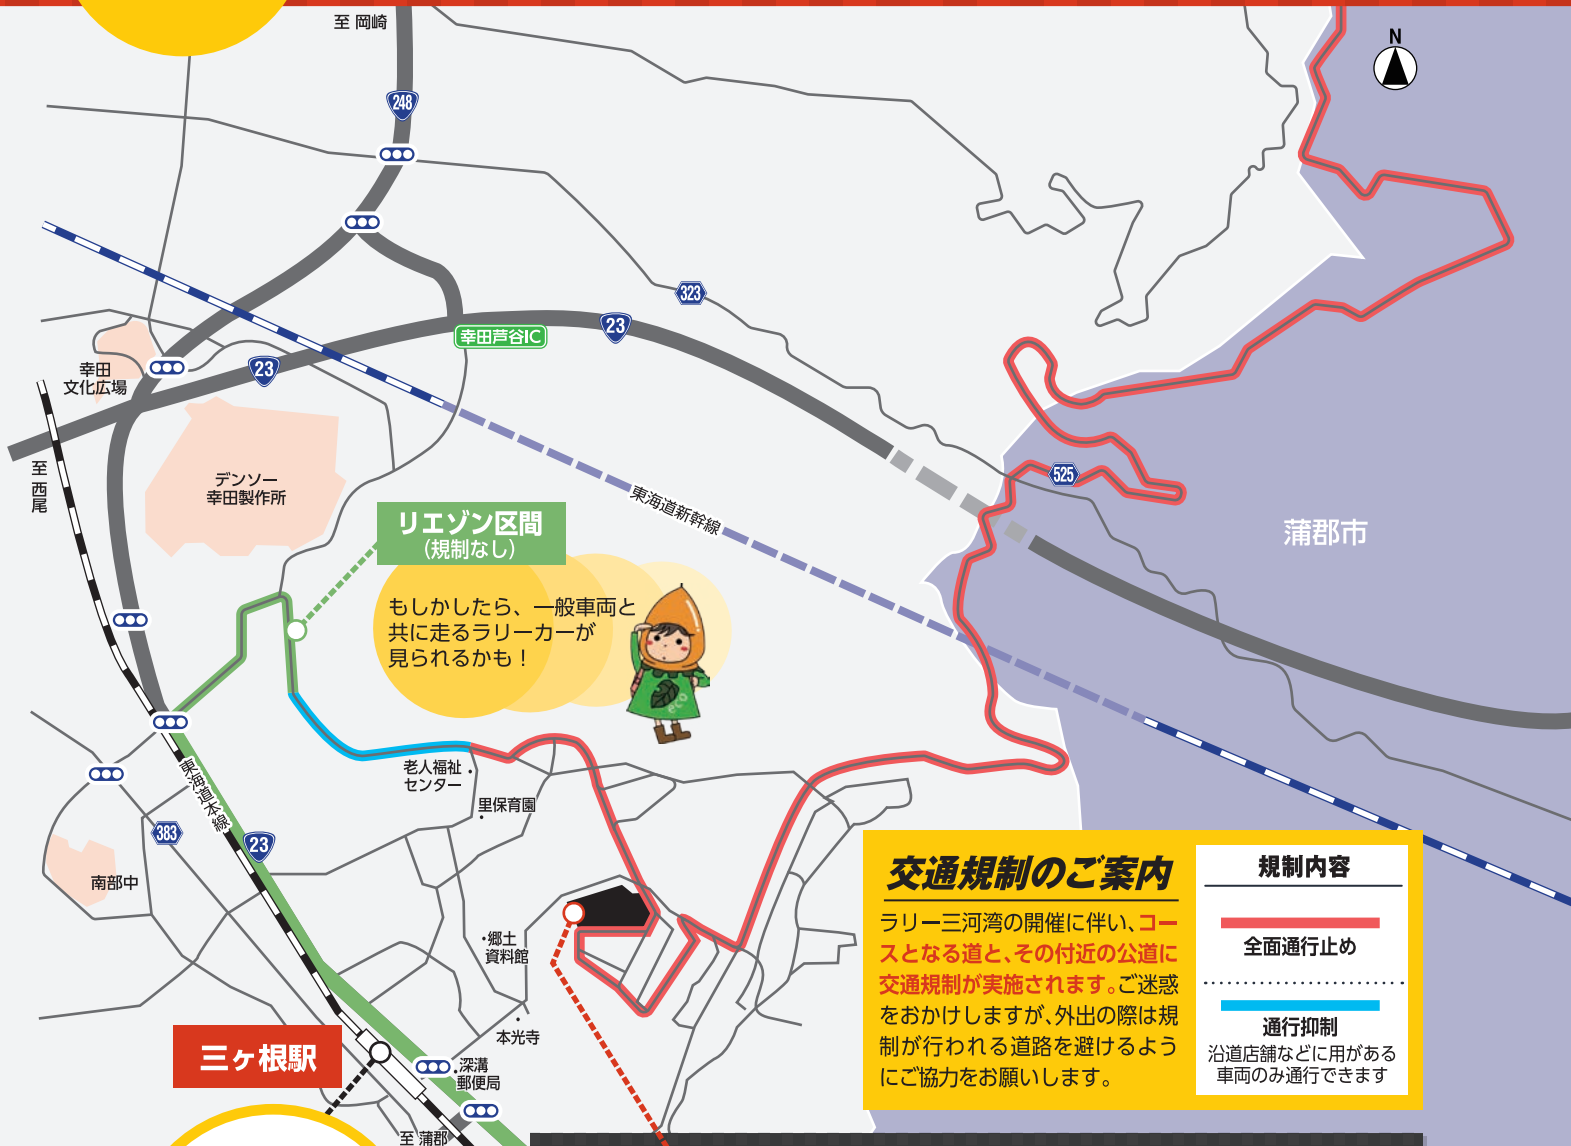 至 岡崎
N
248
323
23
幸田芦谷IC
23
幸田
文化広場
至 西尾
デンソー
幸田製作所
525
東海道新幹線
蒲郡市
リエゾン区間
(規制なし)
もしかしたら、一般車両と
共に走るラリーカーが
見られるかも！
eco
老人福祉
センター
里保育園
東海道本線
383
23
南部中
郷土
資料館
本光寺
三ヶ根駅
深溝
郵便局
至 蒲郡
交通規制のご案内
ラリー三河湾の開催に伴い、コー
スとなる道と、その付近の公道に
交通規制が実施されます。ご迷惑
をおかけしますが、外出の際は規
制が行われる道路を避けるよう
にご協力をお願いします。
規制内容
全面通行止め
通行抑制
沿道店舗などに用がある
車両のみ通行できます